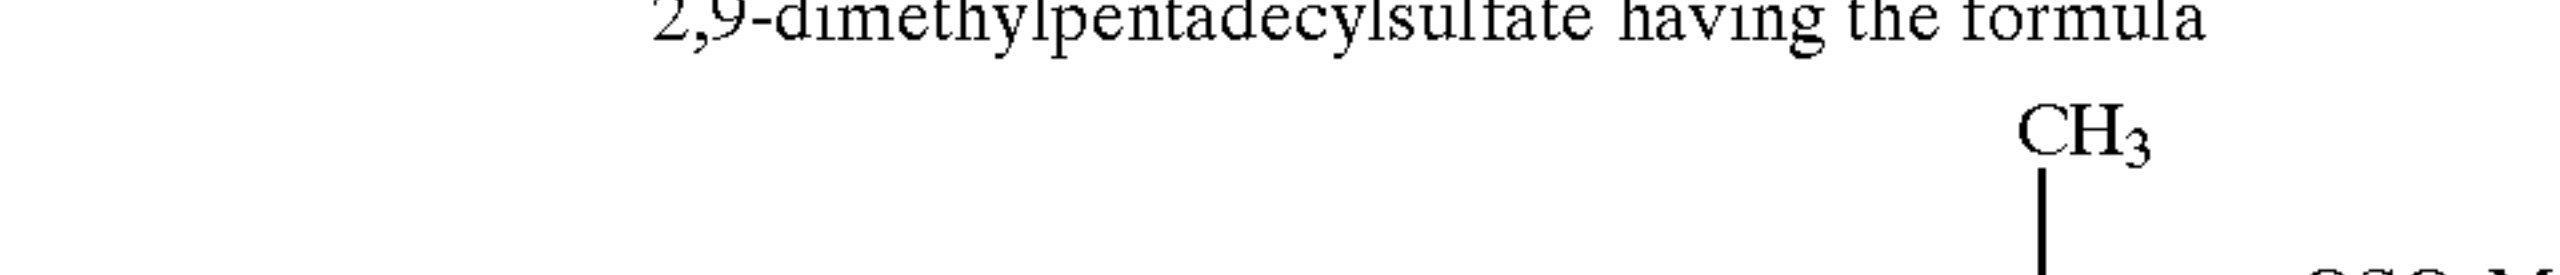 2,9-dimethylpentadecylsulfate having the formula
CH₃